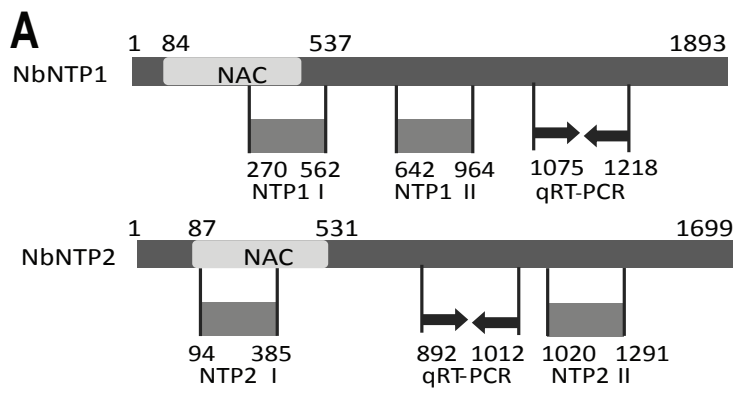 A
1 84 537 1893
NbNTP1 NAC
270 562 642 964 1075 1218
NTP1 I NTP1 II qRT-PCR
1 87 531 1699
NbNTP2 NAC
94 385 892 1012 1020 1291
NTP2 I qRT-PCR NTP2 II